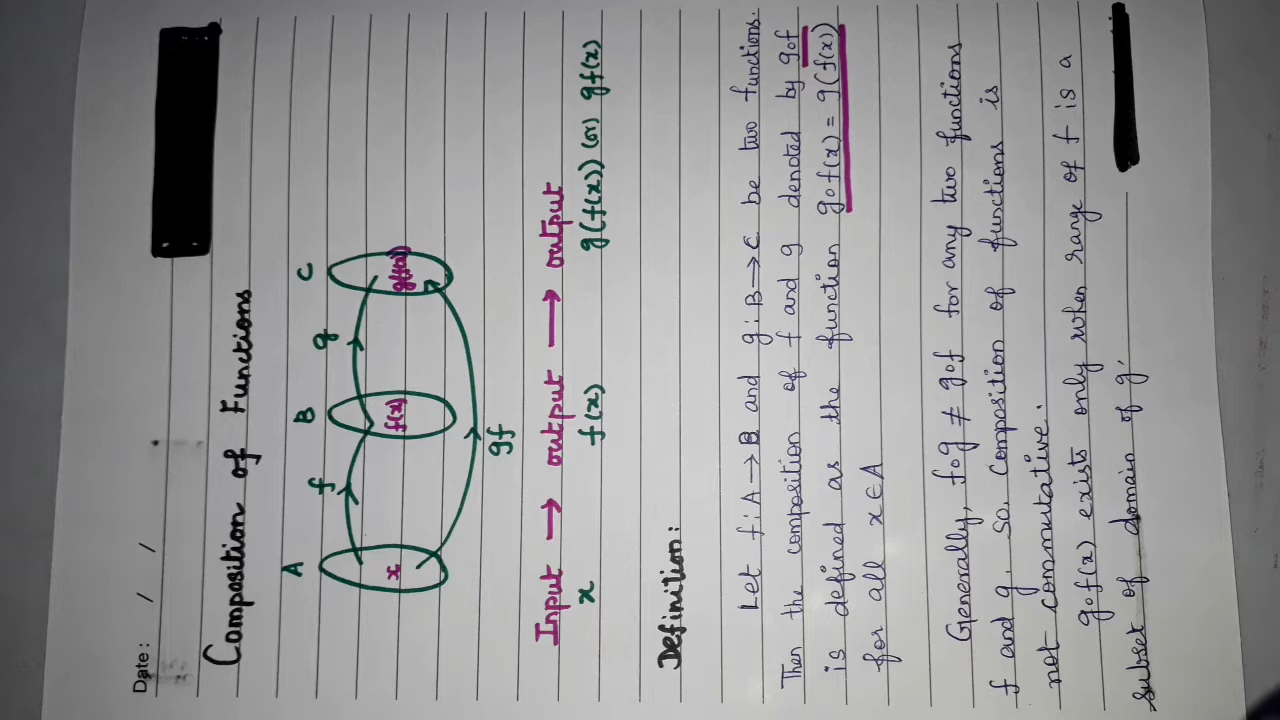 Date : / /
Composition of Functions
A f B g C
x f(x) g(f(x))
gf
Input → output → output
x f(x) g(f(x)) (or) gf(x)
Definition:
Let f:A→B and g:B→C be two functions.
Then the composition of f and g denoted by gof
is defined as the function gof(x) = g(f(x))
for all x∈A
Generally, fog ≠ gof for any two functions
f and g. So, composition of functions is
not commutative.
gof(x) exists only when range of f is a
subset of domain of g.